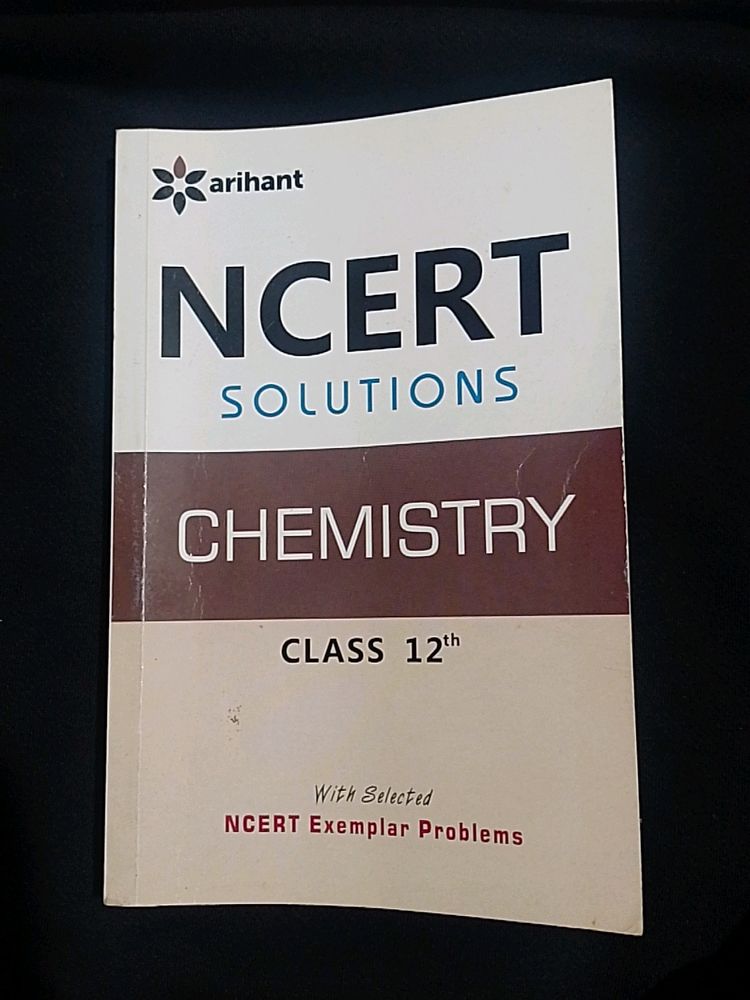 arihant
NCERT
SOLUTIONS
CHEMISTRY
CLASS 12th
With Selected
NCERT Exemplar Problems